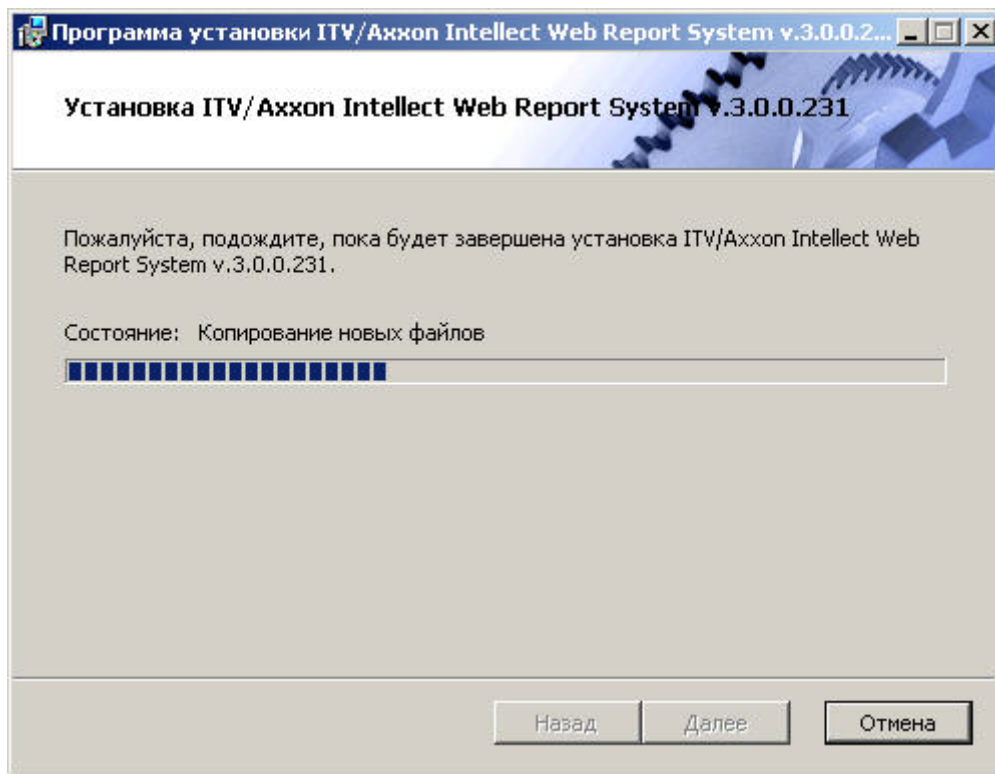 Программа установки ITV/Axxon Intellect Web Report System v.3.0.0.2...
Установка ITV/Axxon Intellect Web Report System v.3.0.0.231
Пожалуйста, подождите, пока будет завершена установка ITV/Axxon Intellect Web
Report System v.3.0.0.231.
Состояние: Копирование новых файлов
Назад Далее Отмена